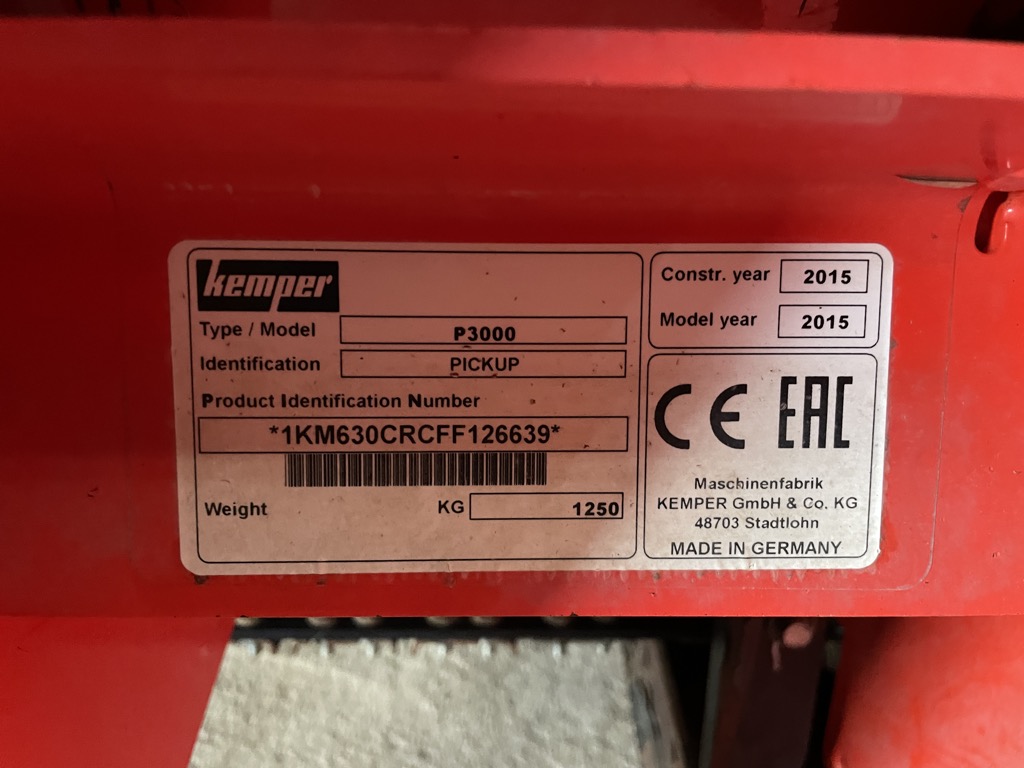 kemper
Type / Model P3000
Identification PICKUP
Product Identification Number
*1KM630CRCFF126639*
Weight KG 1250
Constr. year 2015
Model year 2015
CE EAC
Maschinenfabrik
KEMPER GmbH & Co. KG
48703 Stadtlohn
MADE IN GERMANY